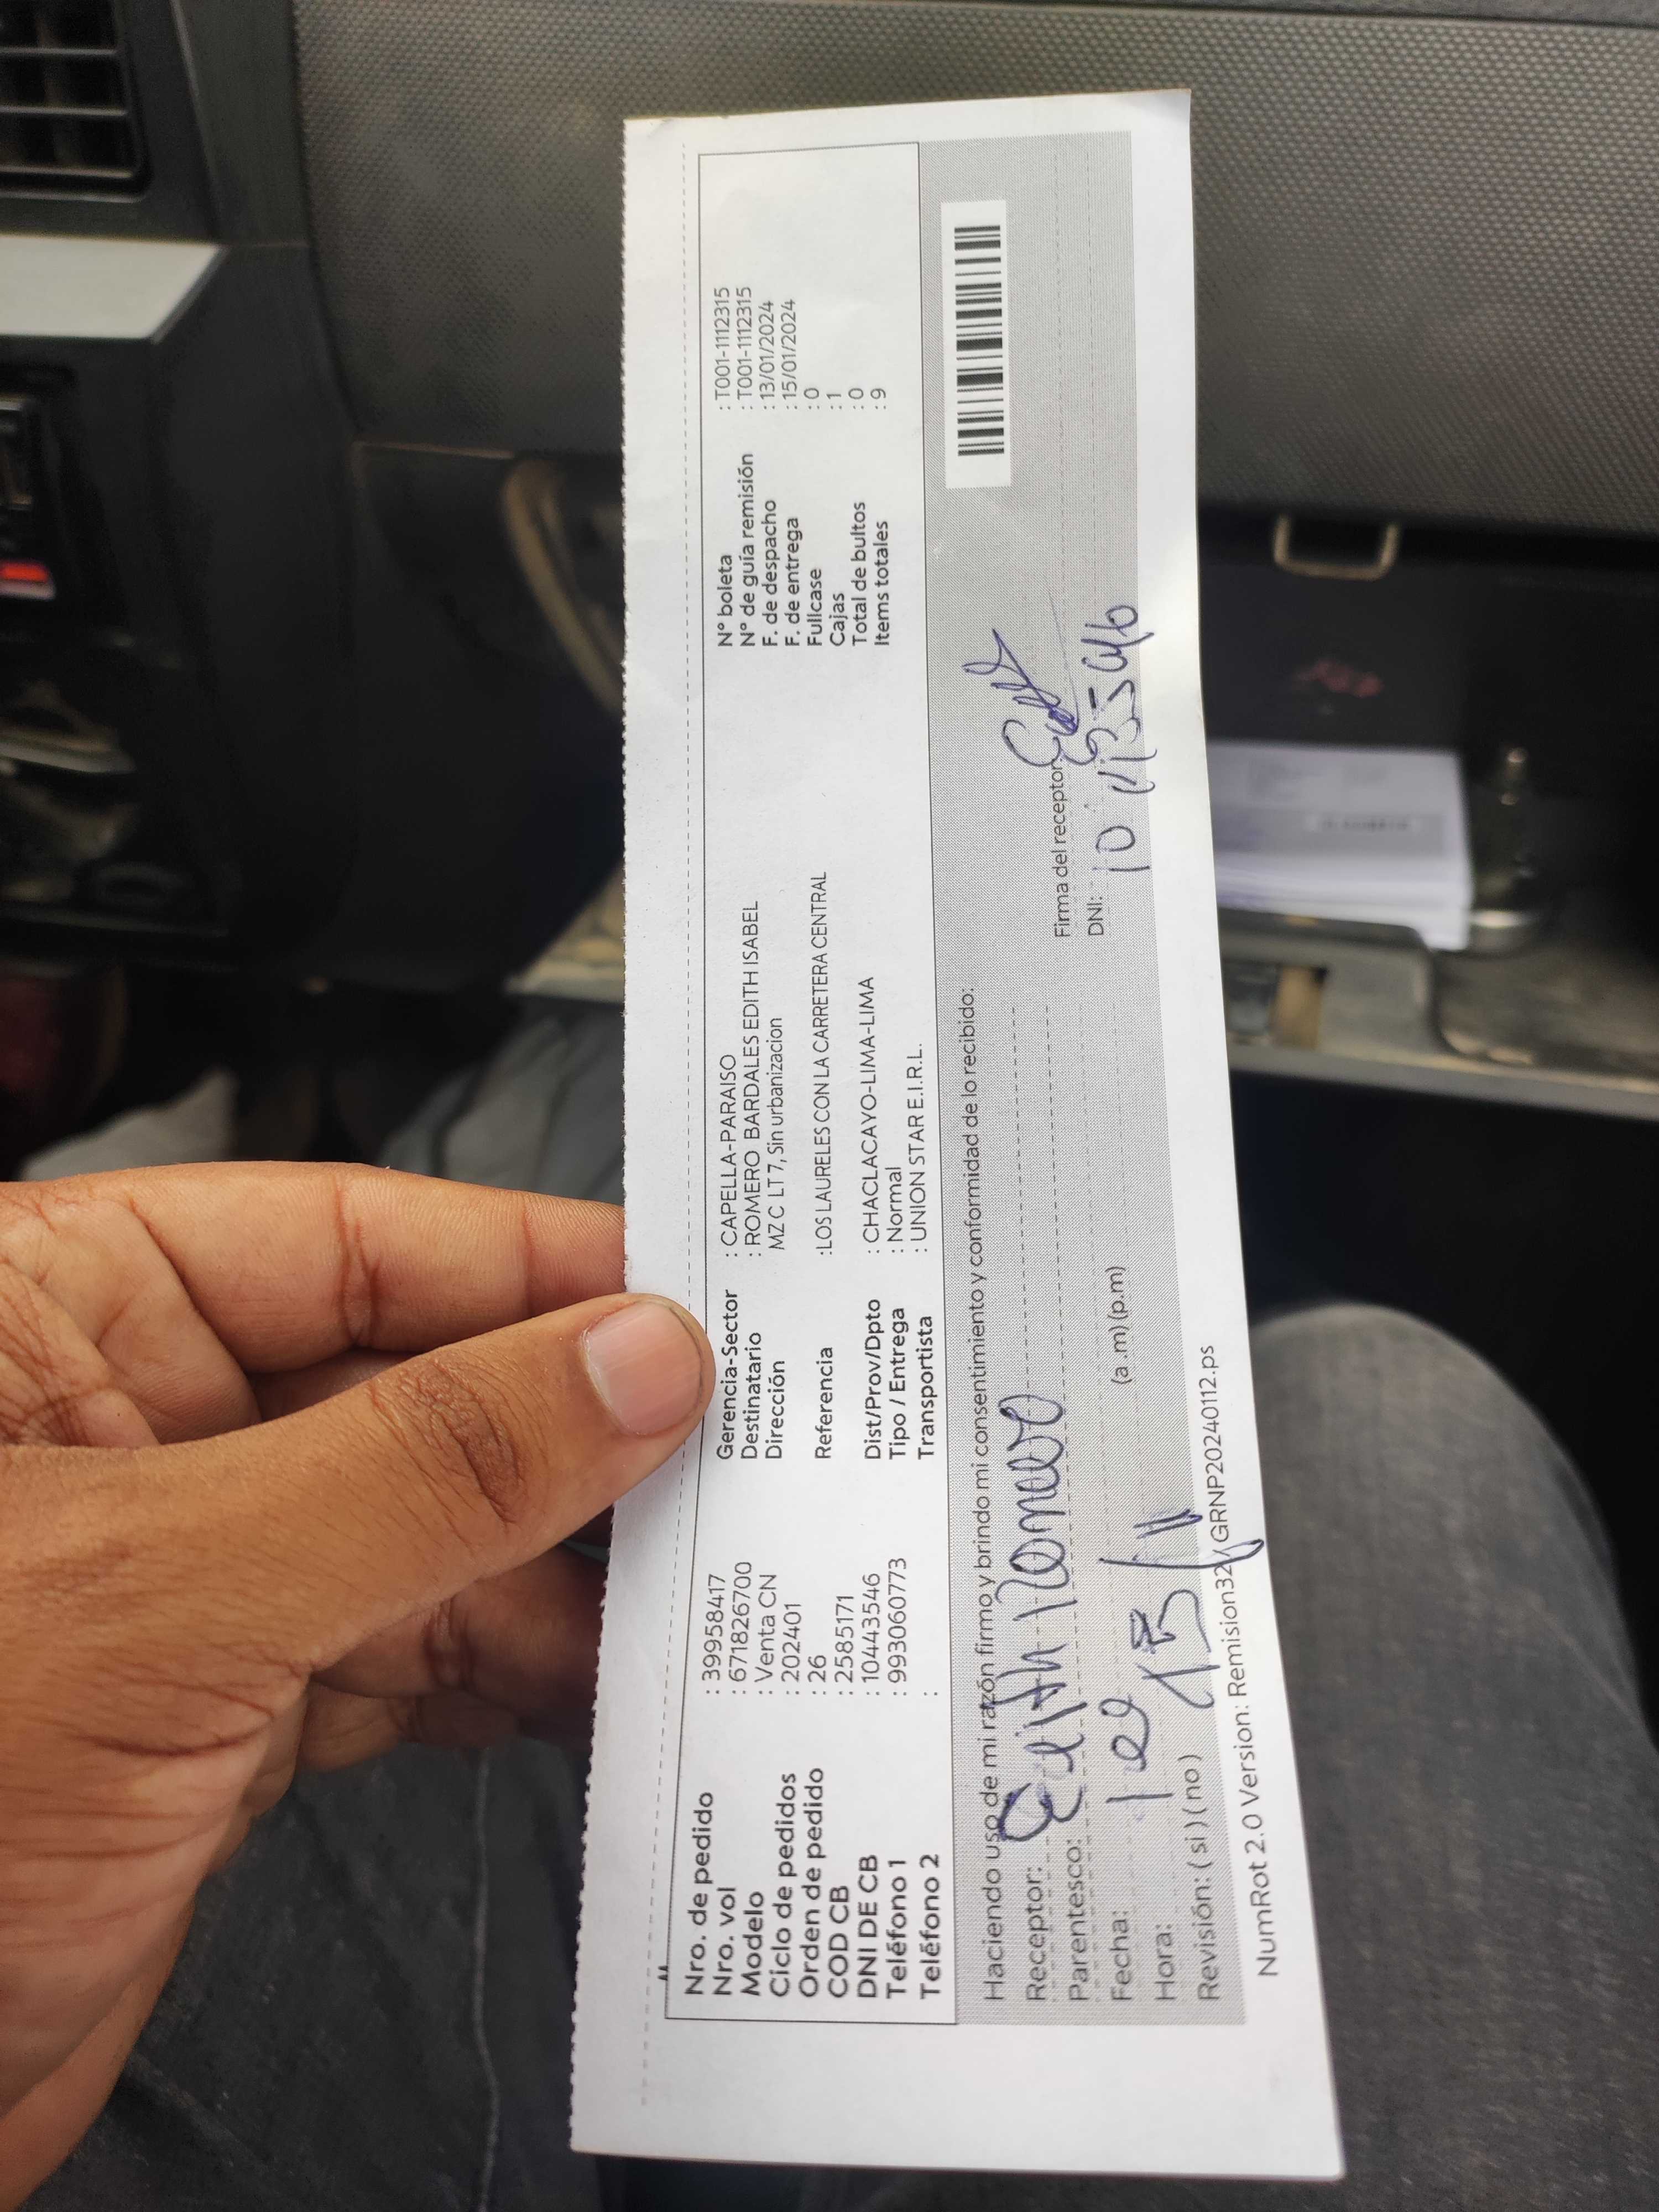 Nro. de pedido : 39958417
Nro. vol : 671826700
Modelo : Venta CN
Ciclo de pedidos : 202401
Orden de pedido : 26
COD CB : 2585171
DNI DE CB : 10443546
Teléfono 1 : 993060773
Teléfono 2 :
Gerencia-Sector : CAPELLA-PARAISO
Destinatario : ROMERO BARDALES EDITH ISABEL
Dirección MZ C LT 7, Sin urbanizacion
Referencia :LOS LAURELES CON LA CARRETERA CENTRAL
Dist/Prov/Dpto : CHACLACAYO-LIMA-LIMA
Tipo / Entrega : Normal
Transportista : UNION STAR E.I.R.L.
N° boleta : T001-1112315
N° de guía remisión : T001-1112315
F. de despacho : 13/01/2024
F. de entrega : 15/01/2024
Fullcase : 0
Cajas : 1
Total de bultos : 0
Items totales : 9
Haciendo uso de mi razón firmo y brindo mi consentimiento y conformidad de lo recibido:
Receptor: Edith Romero
Parentesco:
Fecha:
Hora: (a .m) (p.m)
Revisión: ( si ) ( no )
Firma del receptor:
DNI:
NumRot 2.0 Version: Remision32 GRNP20240112.ps